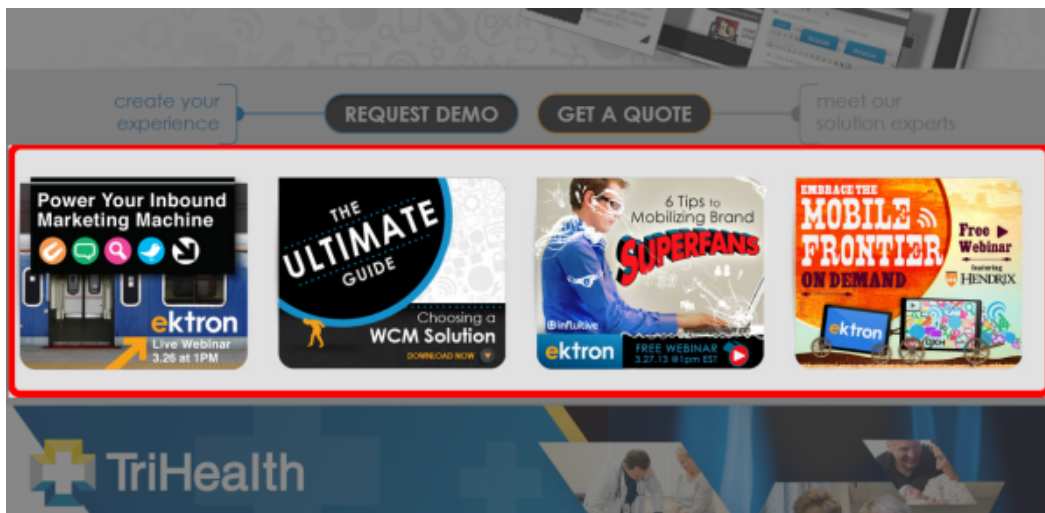 create your
experience
REQUEST DEMO
GET A QUOTE
meet our
solution experts
Power Your Inbound
Marketing Machine
ektron
Live Webinar
3.26 at 1PM
THE
ULTIMATE
GUIDE
Choosing a
WCM Solution
DOWNLOAD NOW
6 Tips to
Mobilizing Brand
SUPERFANS
influitive
ektron
FREE WEBINAR
3.27.13 @1pm EST
EMBRACE THE
MOBILE
FRONTIER
ON DEMAND
Free
Webinar
featuring
HENDRIX
ektron
DXM
TriHealth